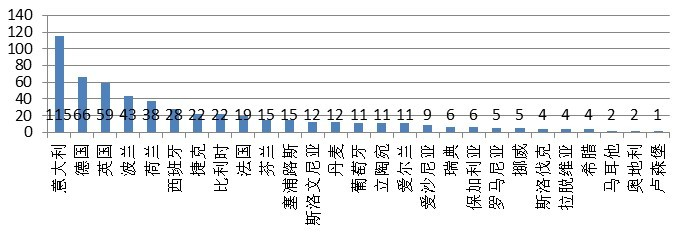 140
120
100
80
60
40
20
0
115 66 59 43 38 28 22 22 19 15 15 12 12 11 11 11 9 6 6 5 5 4 4 4 2 2 1
意大利
德国
英国
波兰
荷兰
西班牙
捷克
比利时
法国
芬兰
塞浦路斯
斯洛文尼亚
丹麦
葡萄牙
立陶宛
爱尔兰
爱沙尼亚
瑞典
保加利亚
罗马尼亚
挪威
斯洛伐克
拉脱维亚
希腊
马耳他
奥地利
卢森堡